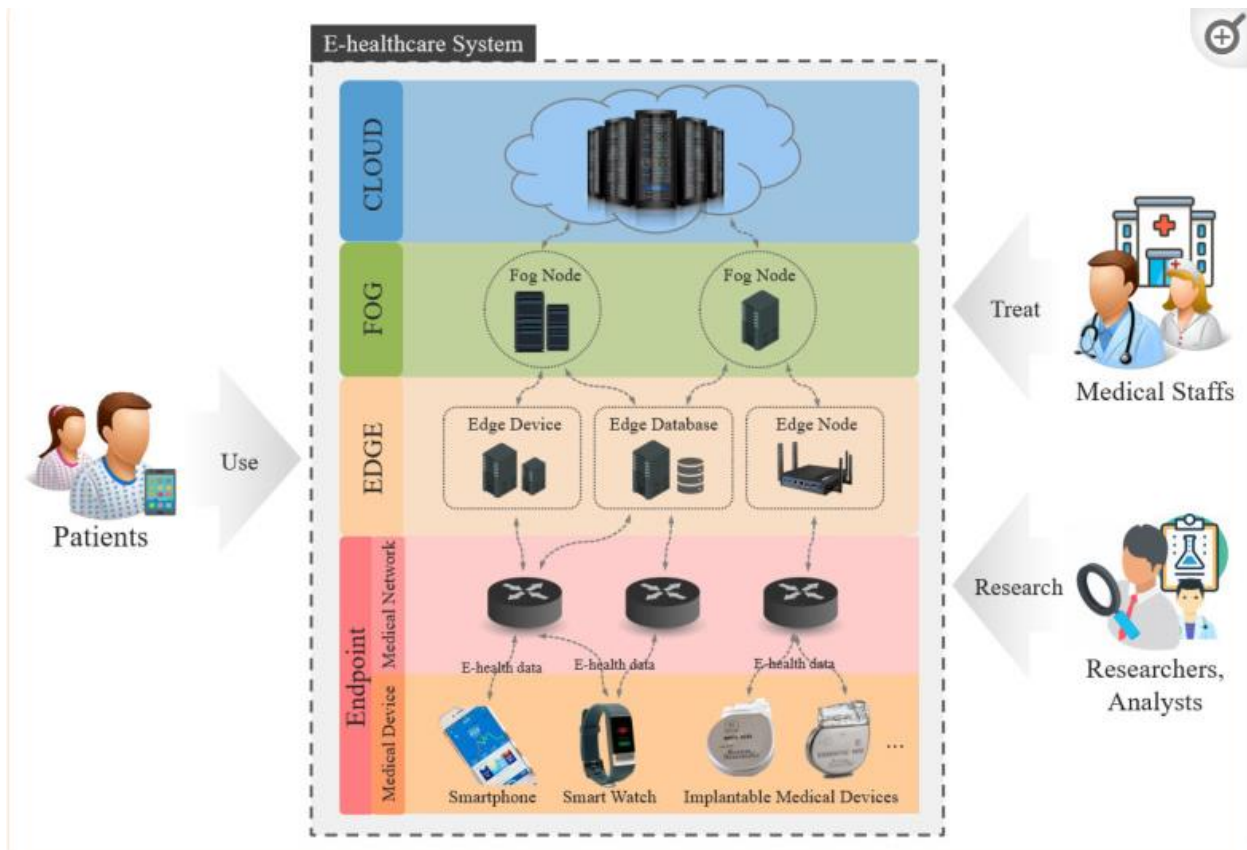 E-healthcare System
CLOUD
FOG
Fog Node
Fog Node
EDGE
Edge Device
Edge Database
Edge Node
Endpoint
Medical Network
E-health data
E-health data
E-health data
Medical Device
Smartphone
Smart Watch
Implantable Medical Devices
...
Patients
Use
Treat
Medical Staffs
Research
Researchers,
Analysts